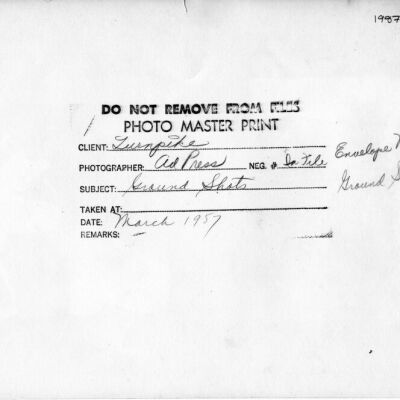 1987
DO NOT REMOVE FROM FILES
PHOTO MASTER PRINT
CLIENT: Turnpike
PHOTOGRAPHER: Ad Press NEG. # In File Envelope
SUBJECT: Ground Shots Ground S
TAKEN AT:
DATE: March 1957
REMARKS: —